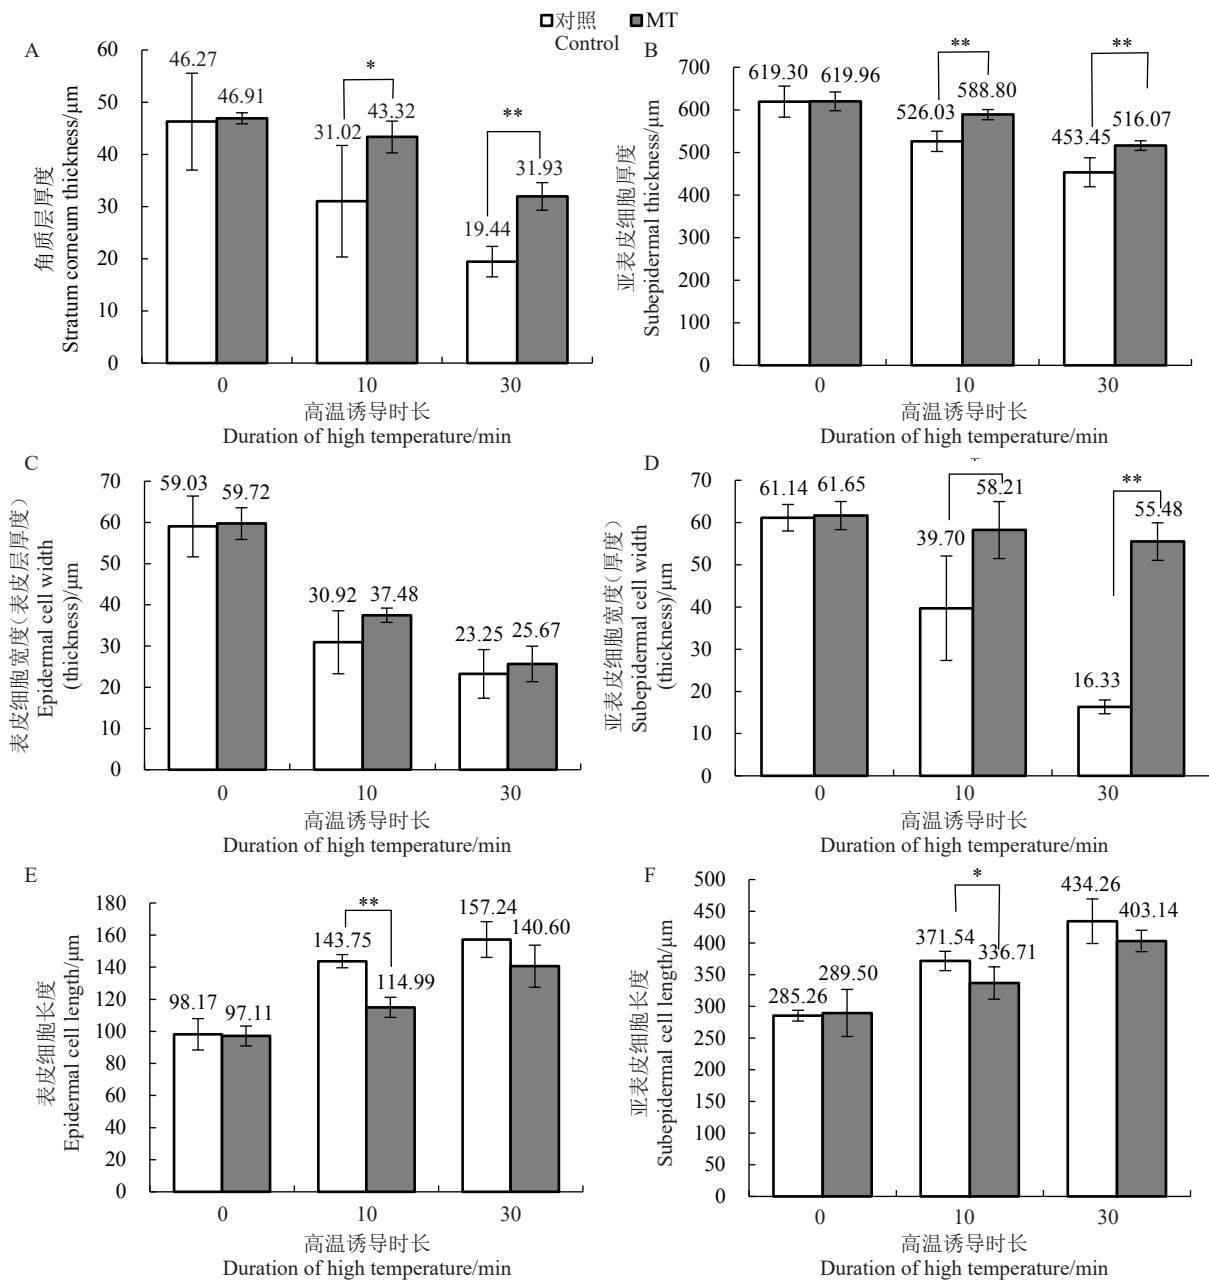 对照 MT
Control
A
60
50
40
30
20
10
0
46.27
46.91
31.02
*
43.32
19.44
**
31.93
角质层厚度
Stratum corneum thickness/μm
0 10 30
高温诱导时长
Duration of high temperature/min
B
700
600
500
400
300
200
100
0
619.30
619.96
526.03
**
588.80
453.45
**
516.07
亚表皮细胞厚度
Subepidermal thickness/μm
0 10 30
高温诱导时长
Duration of high temperature/min
C
70
60
50
40
30
20
10
0
59.03
59.72
30.92
37.48
23.25
25.67
表皮细胞宽度(表皮层厚度)
Epidermal cell width
(thickness)/μm
0 10 30
高温诱导时长
Duration of high temperature/min
D
70
60
50
40
30
20
10
0
61.14
61.65
39.70
58.21
16.33
**
55.48
亚表皮细胞宽度(厚度)
Subepidermal cell width
(thickness)/μm
0 10 30
高温诱导时长
Duration of high temperature/min
E
180
160
140
120
100
80
60
40
20
0
98.17
97.11
143.75
**
114.99
157.24
140.60
表皮细胞长度
Epidermal cell length/μm
0 10 30
高温诱导时长
Duration of high temperature/min
F
500
450
400
350
300
250
200
150
100
50
0
285.26
289.50
371.54
*
336.71
434.26
403.14
亚表皮细胞长度
Subepidermal cell length/μm
0 10 30
高温诱导时长
Duration of high temperature/min